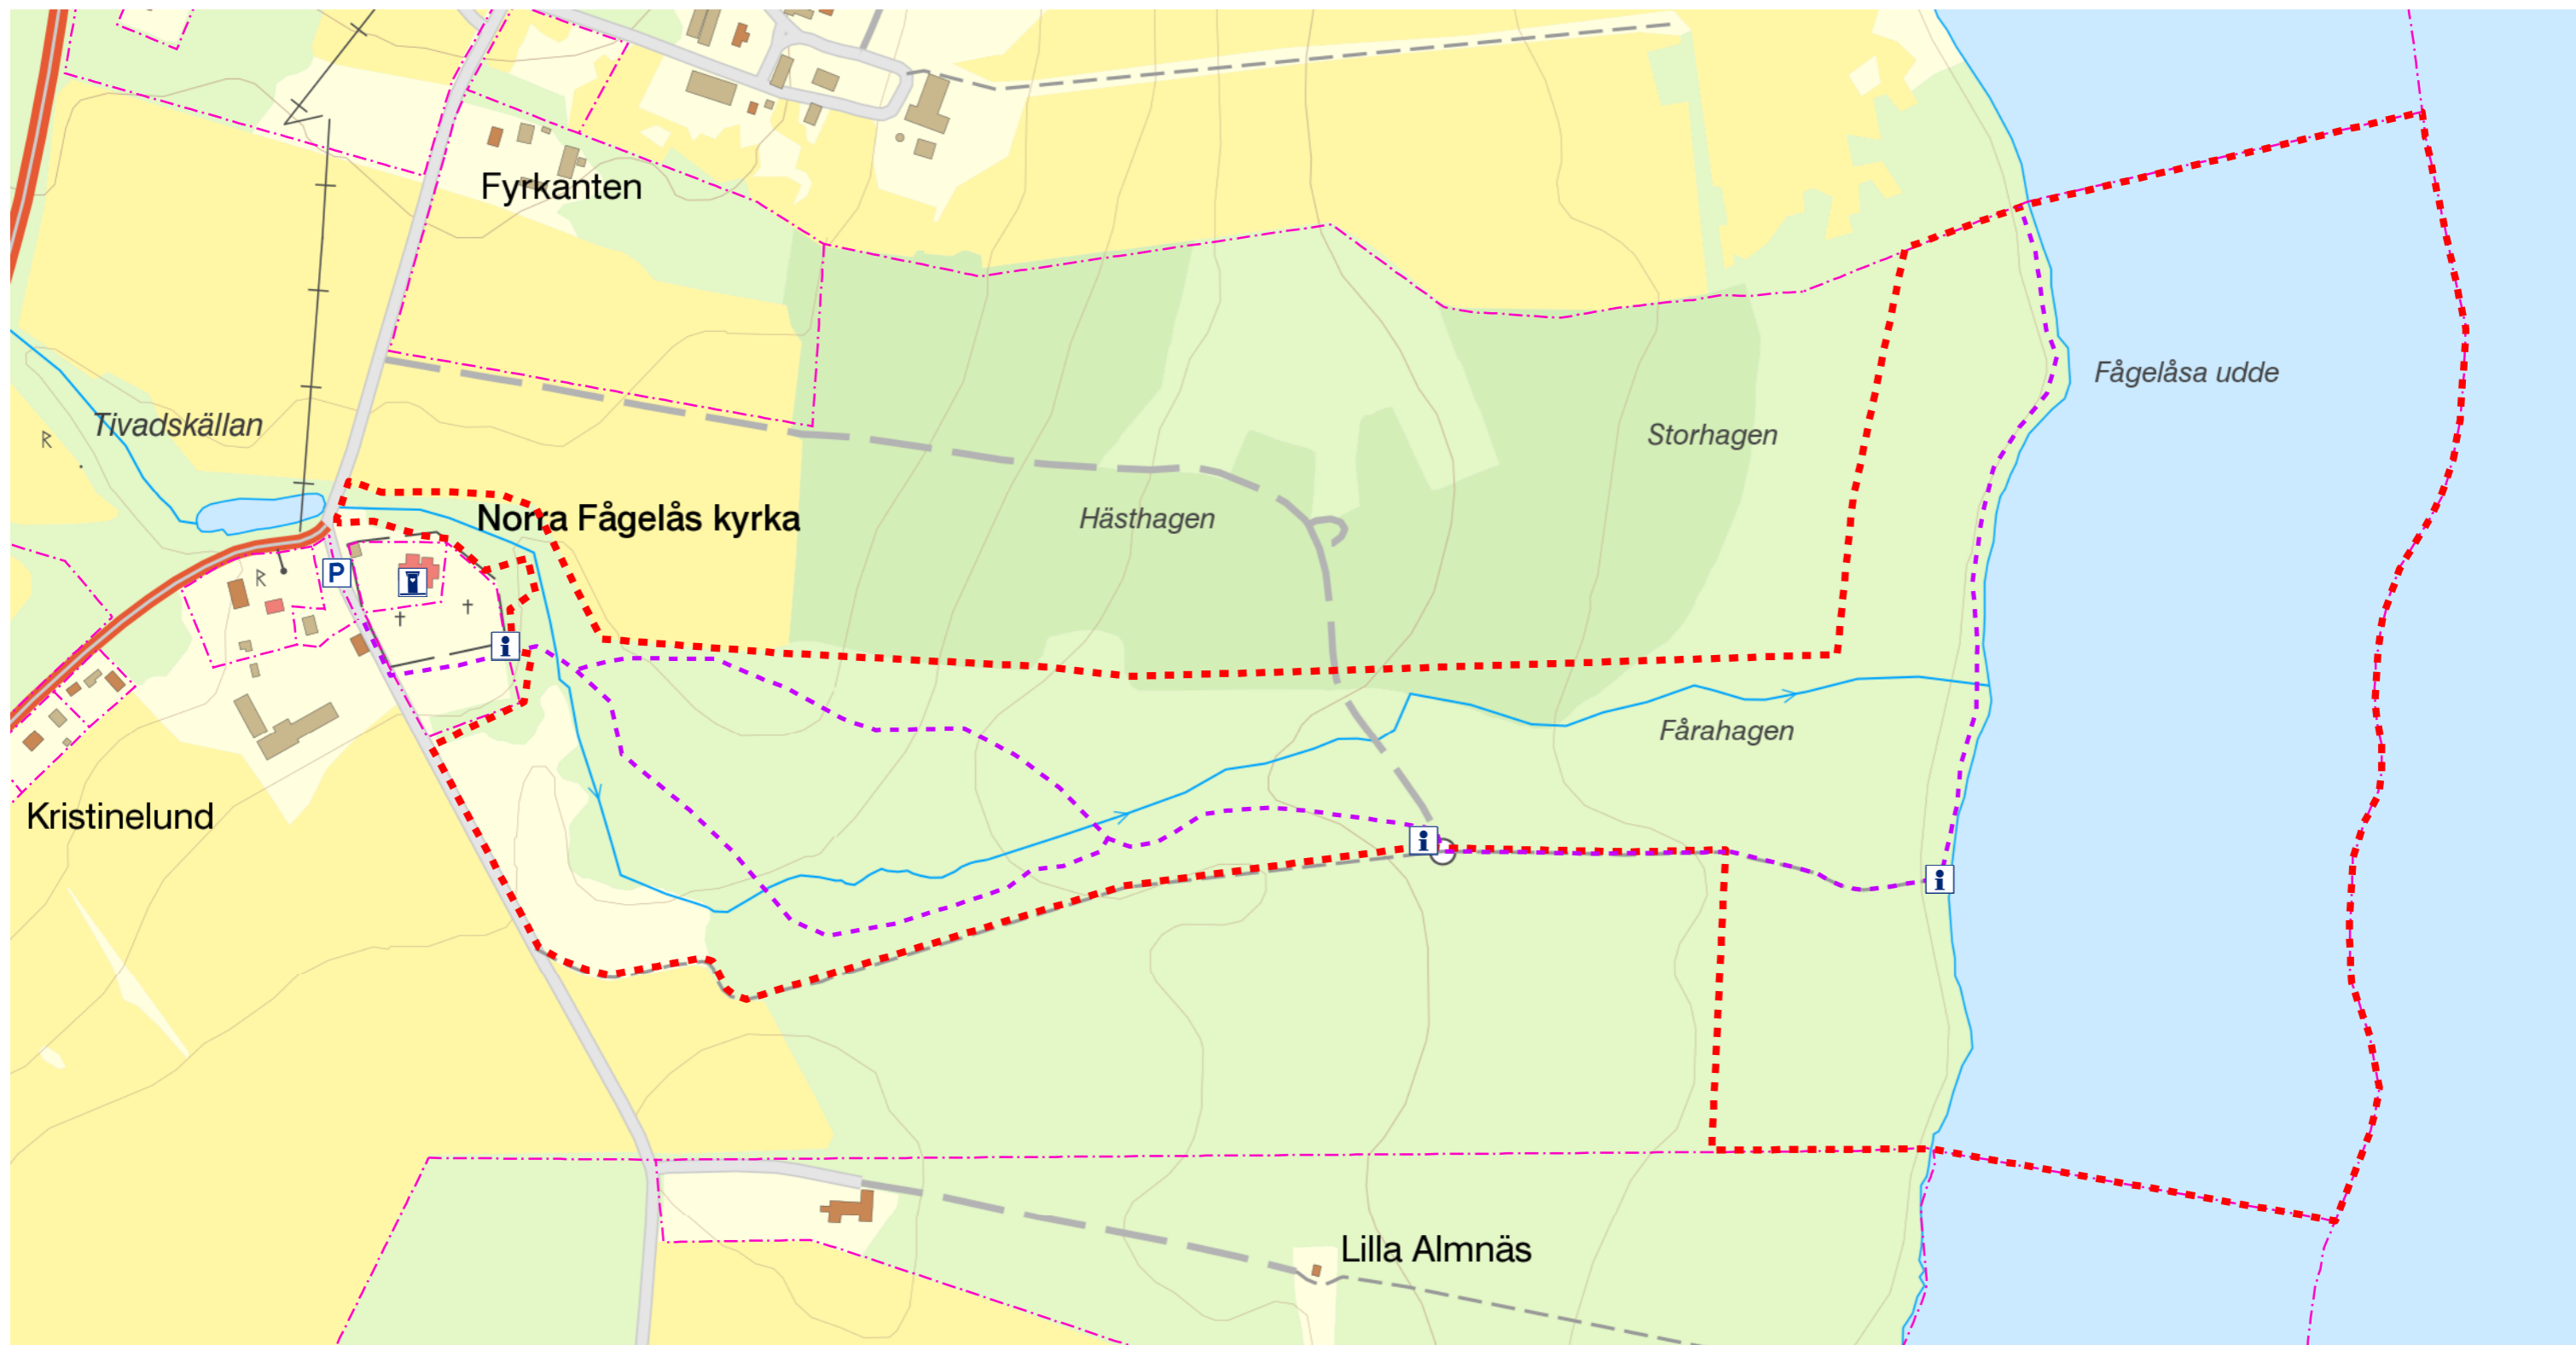 Fyrkanten
Fågelåsa udde
Tivadskällan
R
Storhagen
Norra Fågelås kyrka
Hästhagen
P
R
i
Fårahagen
Kristinelund
i
i
Lilla Almnäs